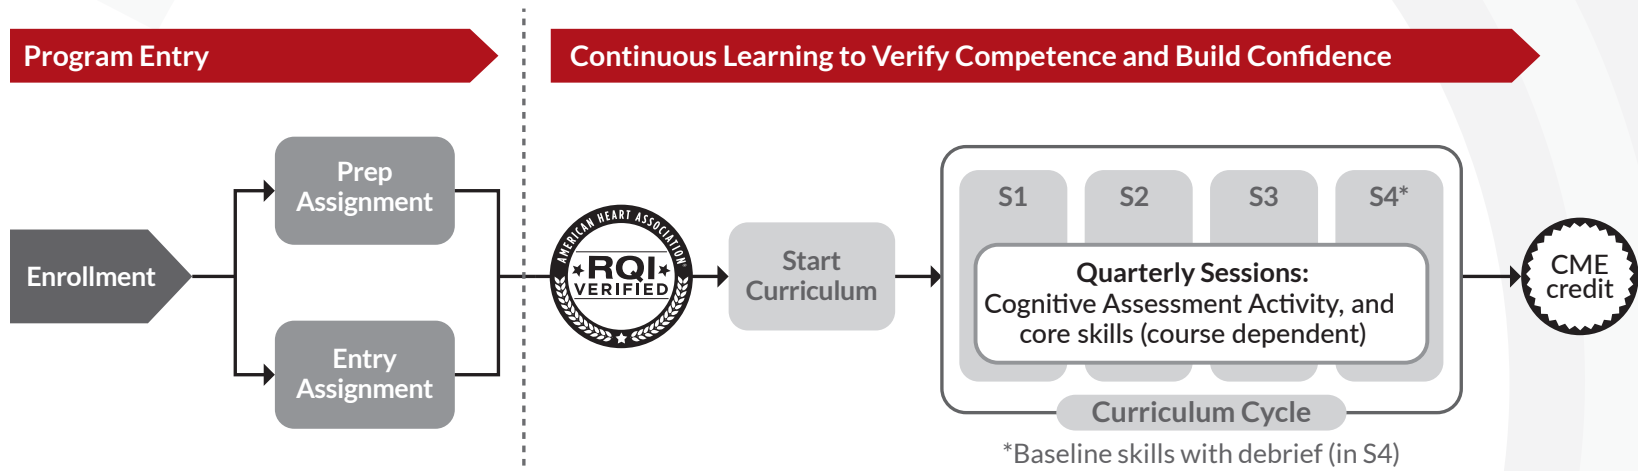 Program Entry
Continuous Learning to Verify Competence and Build Confidence
Enrollment
Prep
Assignment
Entry
Assignment
AMERICAN HEART ASSOCIATION
RQI
VERIFIED
Start
Curriculum
S1
S2
S3
S4*
Quarterly Sessions:
Cognitive Assessment Activity, and
core skills (course dependent)
Curriculum Cycle
*Baseline skills with debrief (in S4)
CME
credit